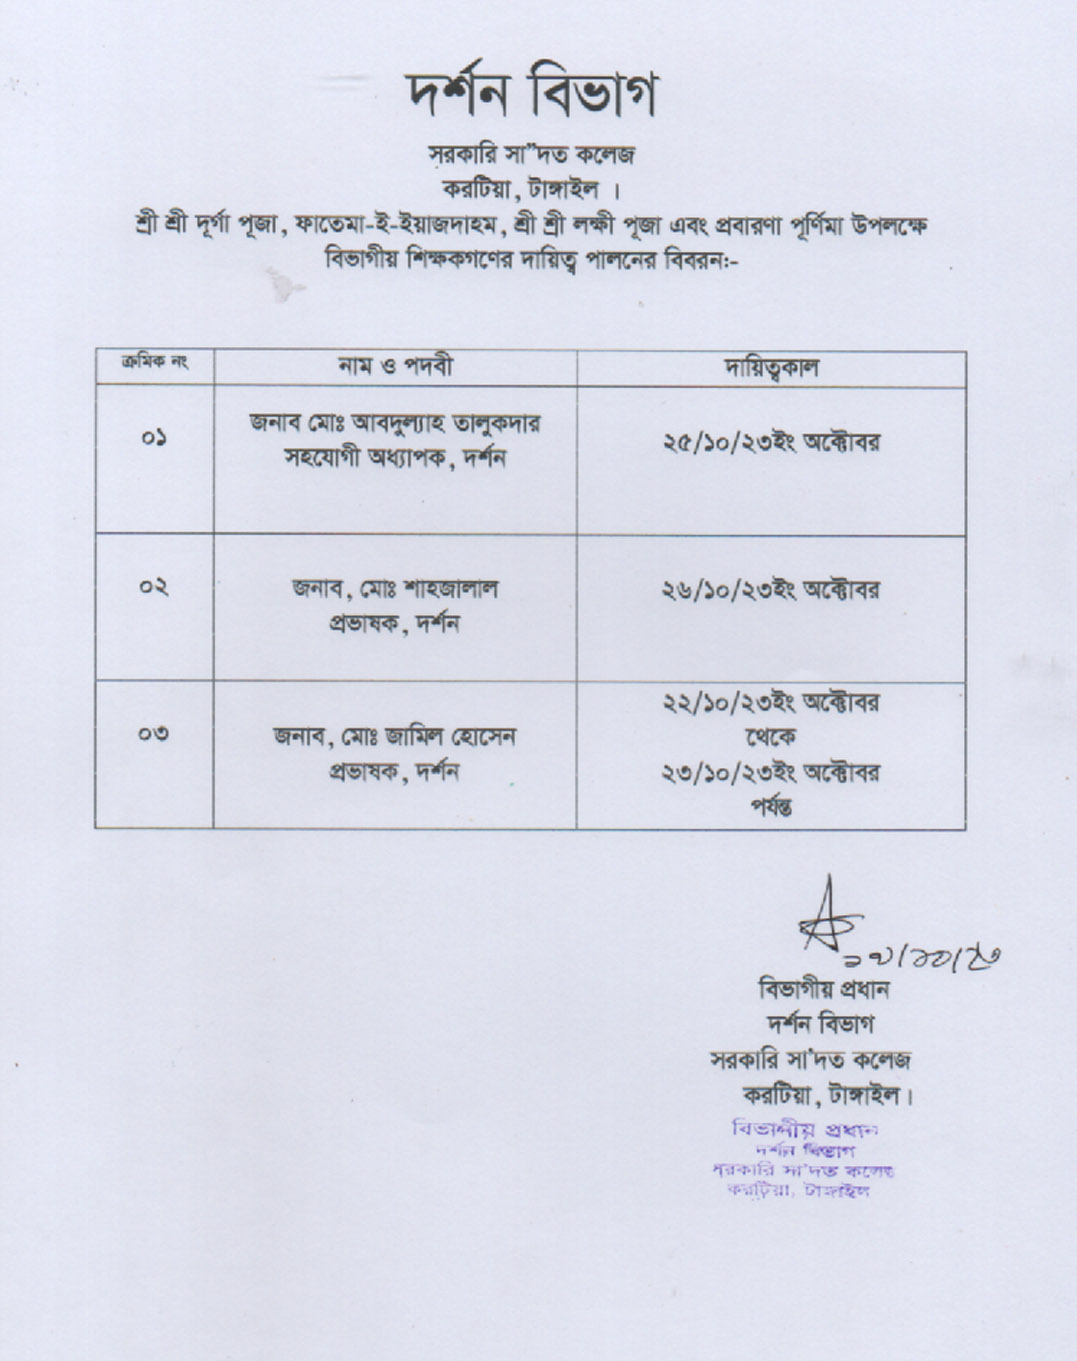 দর্শন বিভাগ
সরকারি সা”দত কলেজ
করটিয়া, টাঙ্গাইল ।
শ্রী শ্রী দূর্গা পূজা, ফাতেমা-ই-ইয়াজদাহম, শ্রী শ্রী লক্ষী পূজা এবং প্রবারণা পূর্ণিমা উপলক্ষে
বিভাগীয় শিক্ষকগণের দায়িত্ব পালনের বিবরন:-
ক্রমিক নং নাম ও পদবী দায়িত্বকাল
০১ জনাব মোঃ আবদুল্যাহ তালুকদার ২৫/১০/২৩ইং অক্টোবর
সহযোগী অধ্যাপক, দর্শন
০২ জনাব, মোঃ শাহজালাল ২৬/১০/২৩ইং অক্টোবর
প্রভাষক, দর্শন
২২/১০/২৩ইং অক্টোবর
০৩ জনাব, মোঃ জামিল হোসেন থেকে
প্রভাষক, দর্শন ২৩/১০/২৩ইং অক্টোবর
পর্যন্ত
বিভাগীয় প্রধান
দর্শন বিভাগ
সরকারি সা'দত কলেজ
করটিয়া, টাঙ্গাইল।
বিভাগীয় প্রধান
দর্শন বিভাগ
সরকারি সা'দত কলেজ
করটিয়া, টাঙ্গাইল